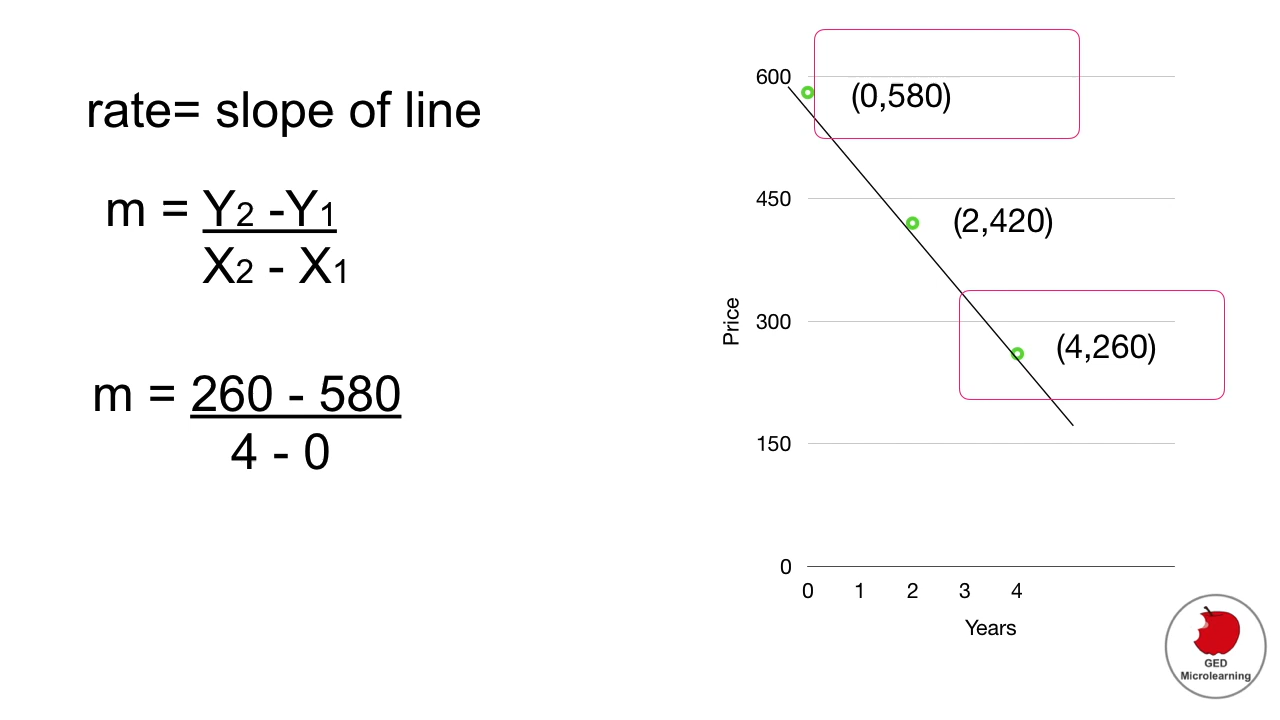 rate= slope of line
m = Y2 -Y1
X2 - X1
m = 260 - 580
4 - 0
600
(0,580)
450
(2,420)
300
(4,260)
150
0
Price
0 1 2 3 4
Years
GED
Microlearning